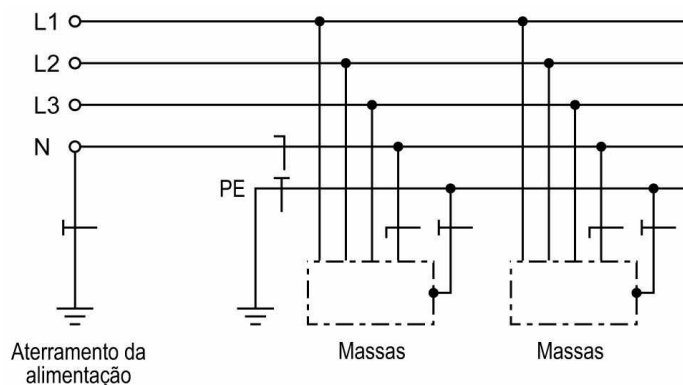 L1
L2
L3
N
PE
Aterramento da
alimentação
Massas
Massas